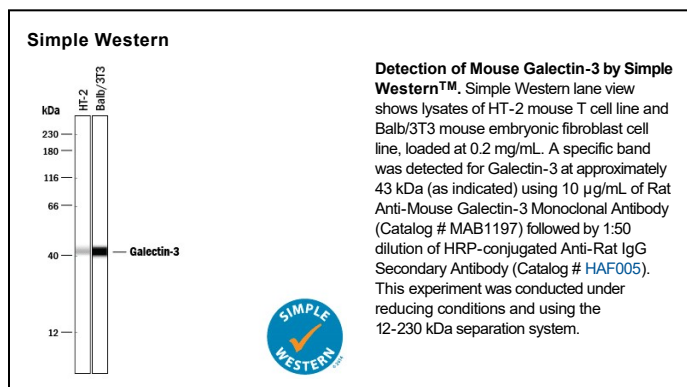 Simple Western
HT-2
Balb/3T3
kDa
230
180
116
66
40
12
Galectin-3
SIMPLE
WESTERN
Detection of Mouse Galectin-3 by Simple
Western™. Simple Western lane view
shows lysates of HT-2 mouse T cell line and
Balb/3T3 mouse embryonic fibroblast cell
line, loaded at 0.2 mg/mL. A specific band
was detected for Galectin-3 at approximately
43 kDa (as indicated) using 10 µg/mL of Rat
Anti-Mouse Galectin-3 Monoclonal Antibody
(Catalog # MAB1197) followed by 1:50
dilution of HRP-conjugated Anti-Rat IgG
Secondary Antibody (Catalog # HAF005).
This experiment was conducted under
reducing conditions and using the
12-230 kDa separation system.